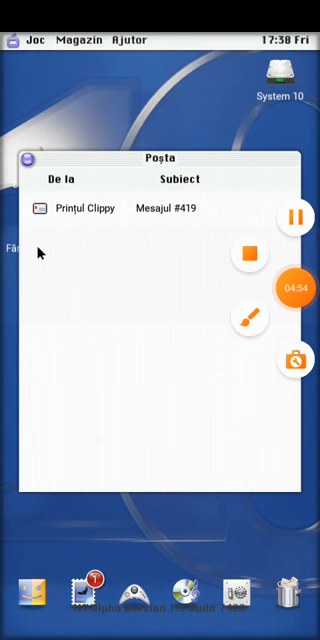 Joc Magazin Ajutor 17:38 Fri
System 10
Poșta
De la Subiect
Prințul Clippy Mesajul #419
Făr
04:54
1